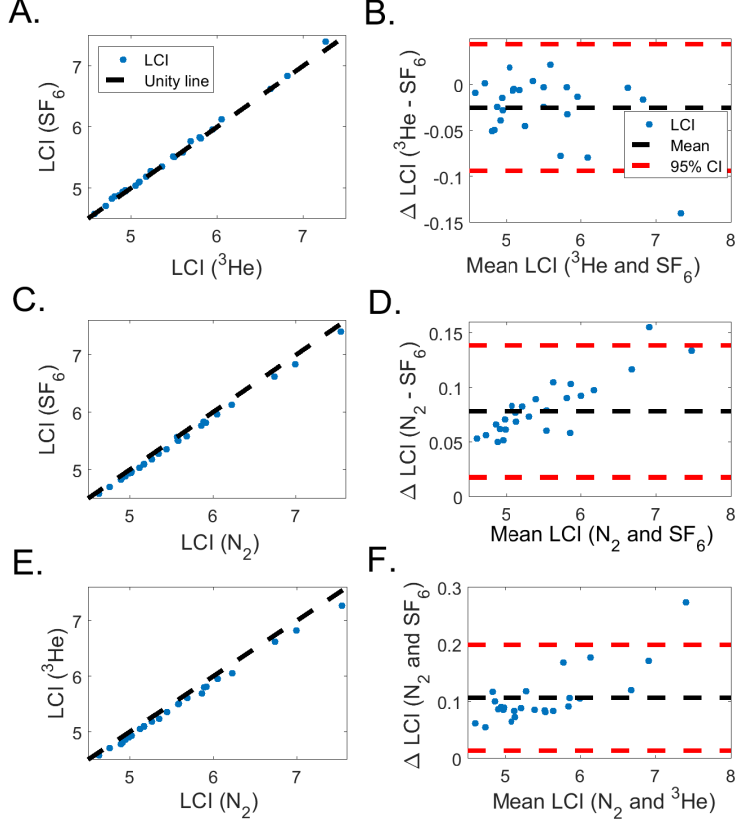 A.
LCI (SF6)
7
6
5
LCI
Unity line
5
6
7
LCI (3He)
B.
Δ LCI (3He - SF6)
0
-0.05
-0.1
-0.15
LCI
Mean
95% CI
5
6
7
8
Mean LCI (3He and SF6)
C.
LCI (SF6)
7
6
5
5
6
7
LCI (N2)
D.
Δ LCI (N2 - SF6)
0.15
0.1
0.05
0
5
6
7
8
Mean LCI (N2 and SF6)
E.
LCI (3He)
7
6
5
5
6
7
LCI (N2)
F.
Δ LCI (N2 and SF6)
0.3
0.2
0.1
0
5
6
7
8
Mean LCI (N2 and 3He)